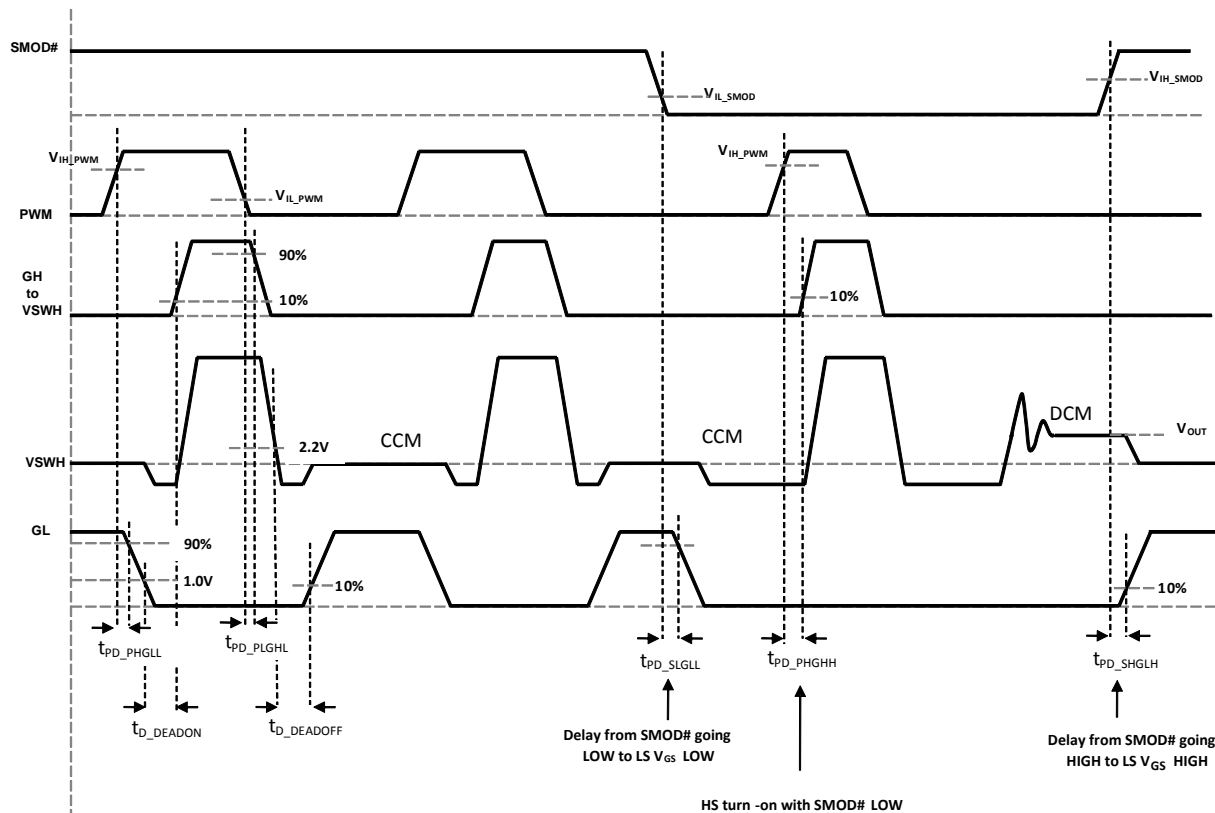 SMOD#
VIL_SMOD
VIH_SMOD
VIH_PWM
VIL_PWM
VIH_PWM
PWM
90%
GH
to
VSWH
10%
10%
2.2V
CCM
CCM
DCM
VOUT
VSWH
GL
90%
1.0V
10%
10%
tPD_PHGLL
tPD_PLGHL
tPD_SLGLL
tPD_PHGHH
tPD_SHGLH
tD_DEADON
tD_DEADOFF
Delay from SMOD# going
LOW to LS VGS LOW
Delay from SMOD# going
HIGH to LS VGS HIGH
HS turn -on with SMOD# LOW